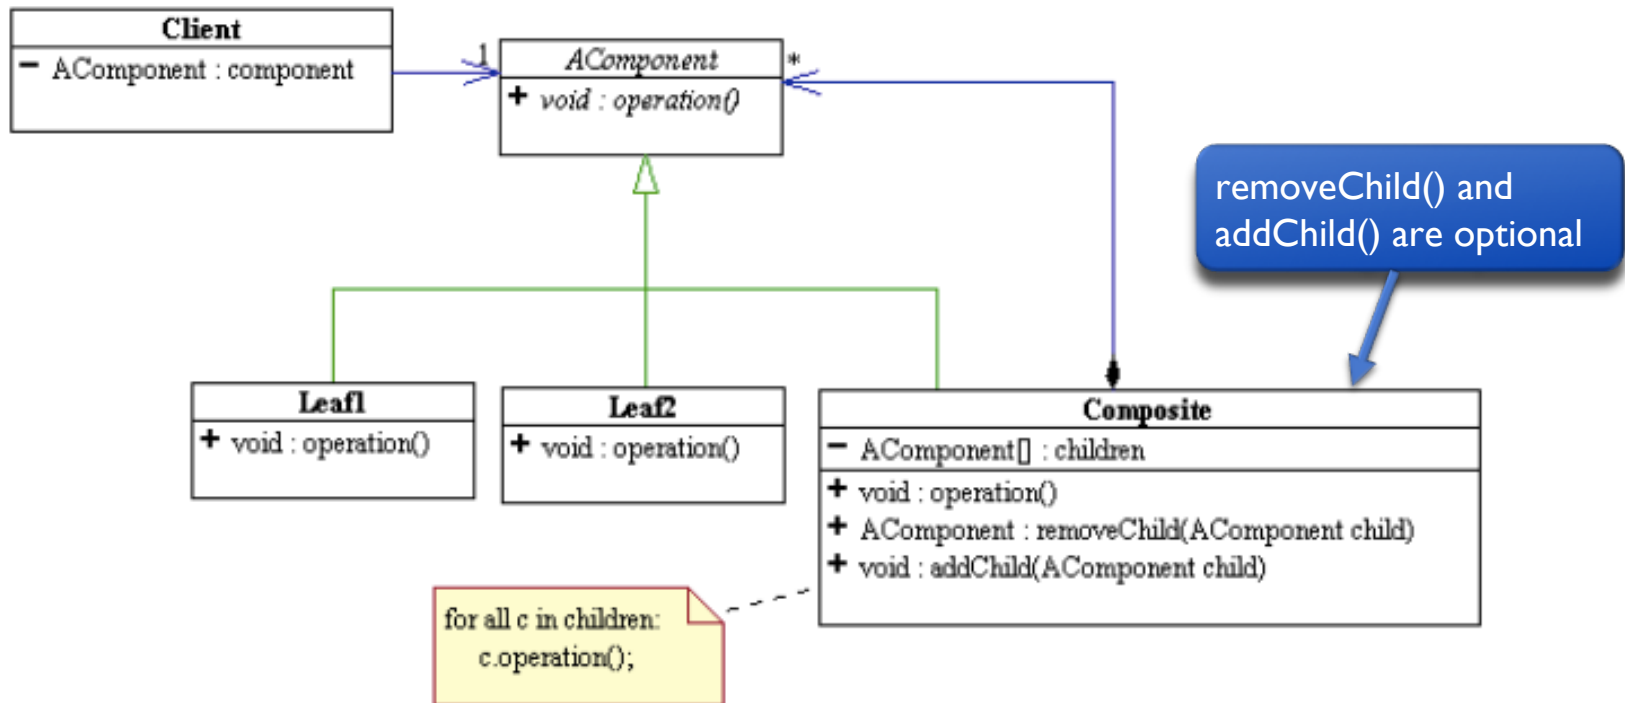 Client
− AComponent : component
1
AComponent
*
+ void : operation()
removeChild() and
addChild() are optional
Leaf1
+ void : operation()
Leaf2
+ void : operation()
Composite
− AComponent[] : children
+ void : operation()
+ AComponent : removeChild(AComponent child)
+ void : addChild(AComponent child)
for all c in children:
c.operation();